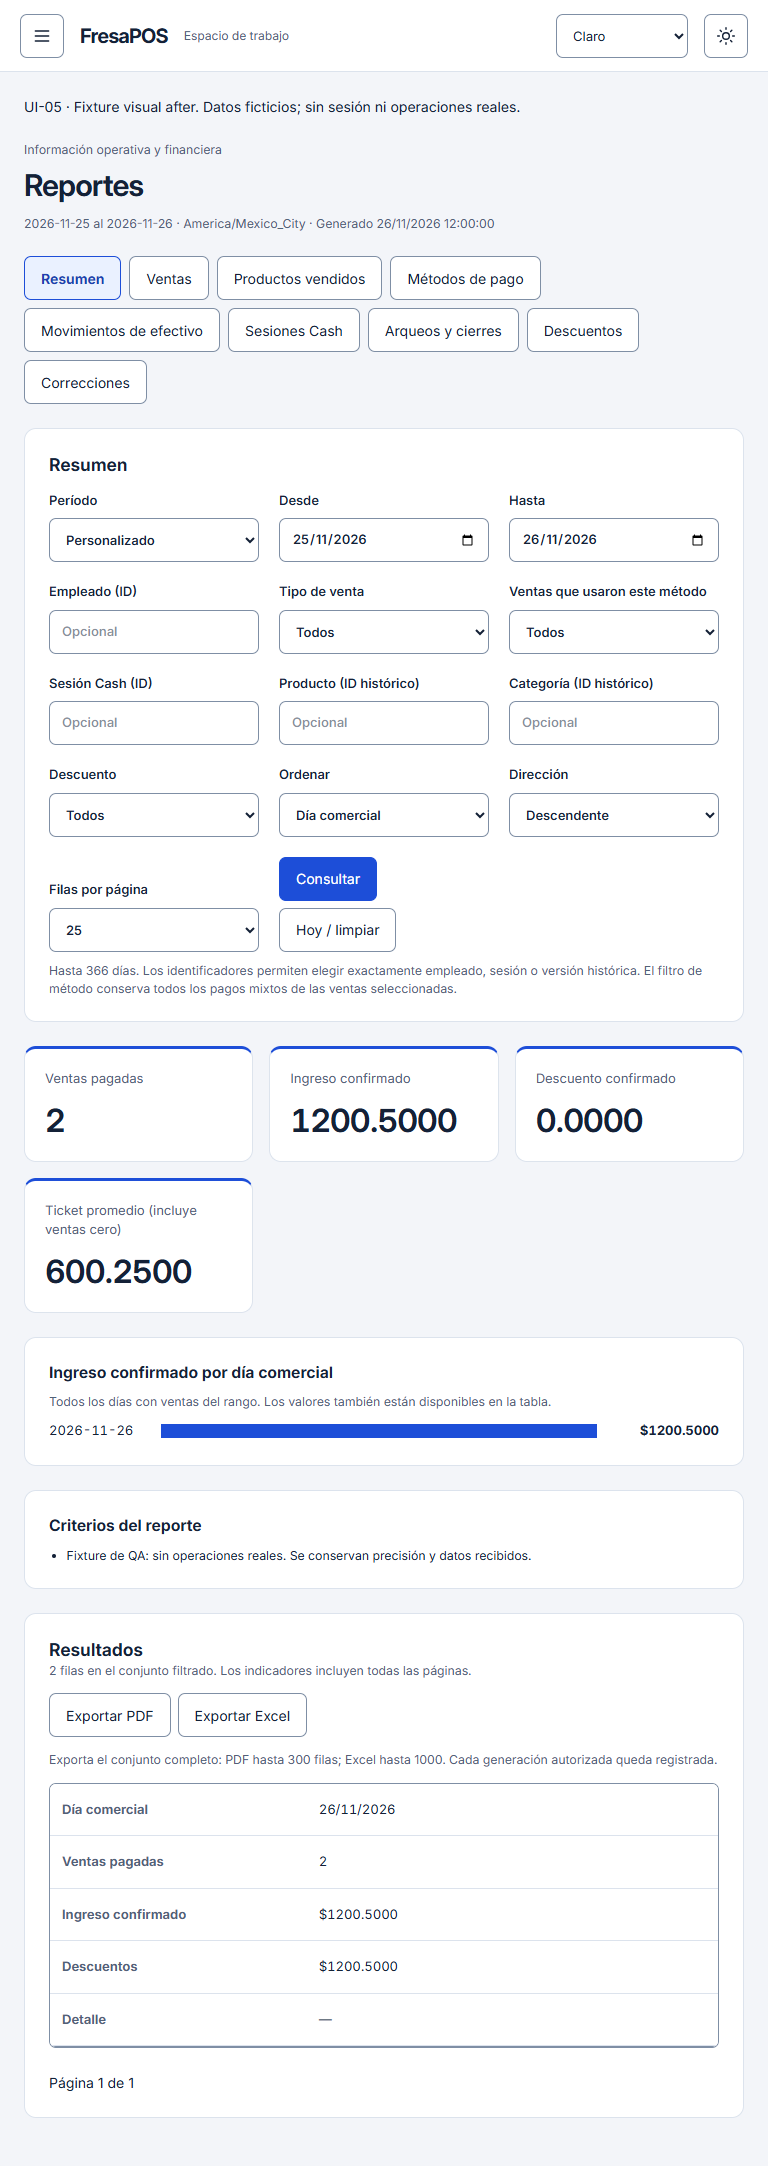 FresaPOS Espacio de trabajo Claro
UI-05 · Fixture visual after. Datos ficticios; sin sesión ni operaciones reales.
Información operativa y financiera
Reportes
2026-11-25 al 2026-11-26 · America/Mexico_City · Generado 26/11/2026 12:00:00
Resumen Ventas Productos vendidos Métodos de pago
Movimientos de efectivo Sesiones Cash Arqueos y cierres Descuentos
Correcciones
Resumen
Período Desde Hasta
Personalizado 25/11/2026 26/11/2026
Empleado (ID) Tipo de venta Ventas que usaron este método
Opcional Todos Todos
Sesión Cash (ID) Producto (ID histórico) Categoría (ID histórico)
Opcional Opcional Opcional
Descuento Ordenar Dirección
Todos Día comercial Descendente
Consultar
Filas por página
25 Hoy / limpiar
Hasta 366 días. Los identificadores permiten elegir exactamente empleado, sesión o versión histórica. El filtro de
método conserva todos los pagos mixtos de las ventas seleccionadas.
Ventas pagadas Ingreso confirmado Descuento confirmado
2 1200.5000 0.0000
Ticket promedio (incluye
ventas cero)
600.2500
Ingreso confirmado por día comercial
Todos los días con ventas del rango. Los valores también están disponibles en la tabla.
2026-11-26 $1200.5000
Criterios del reporte
• Fixture de QA: sin operaciones reales. Se conservan precisión y datos recibidos.
Resultados
2 filas en el conjunto filtrado. Los indicadores incluyen todas las páginas.
Exportar PDF Exportar Excel
Exporta el conjunto completo: PDF hasta 300 filas; Excel hasta 1000. Cada generación autorizada queda registrada.
Día comercial 26/11/2026
Ventas pagadas 2
Ingreso confirmado $1200.5000
Descuentos $1200.5000
Detalle —
Página 1 de 1